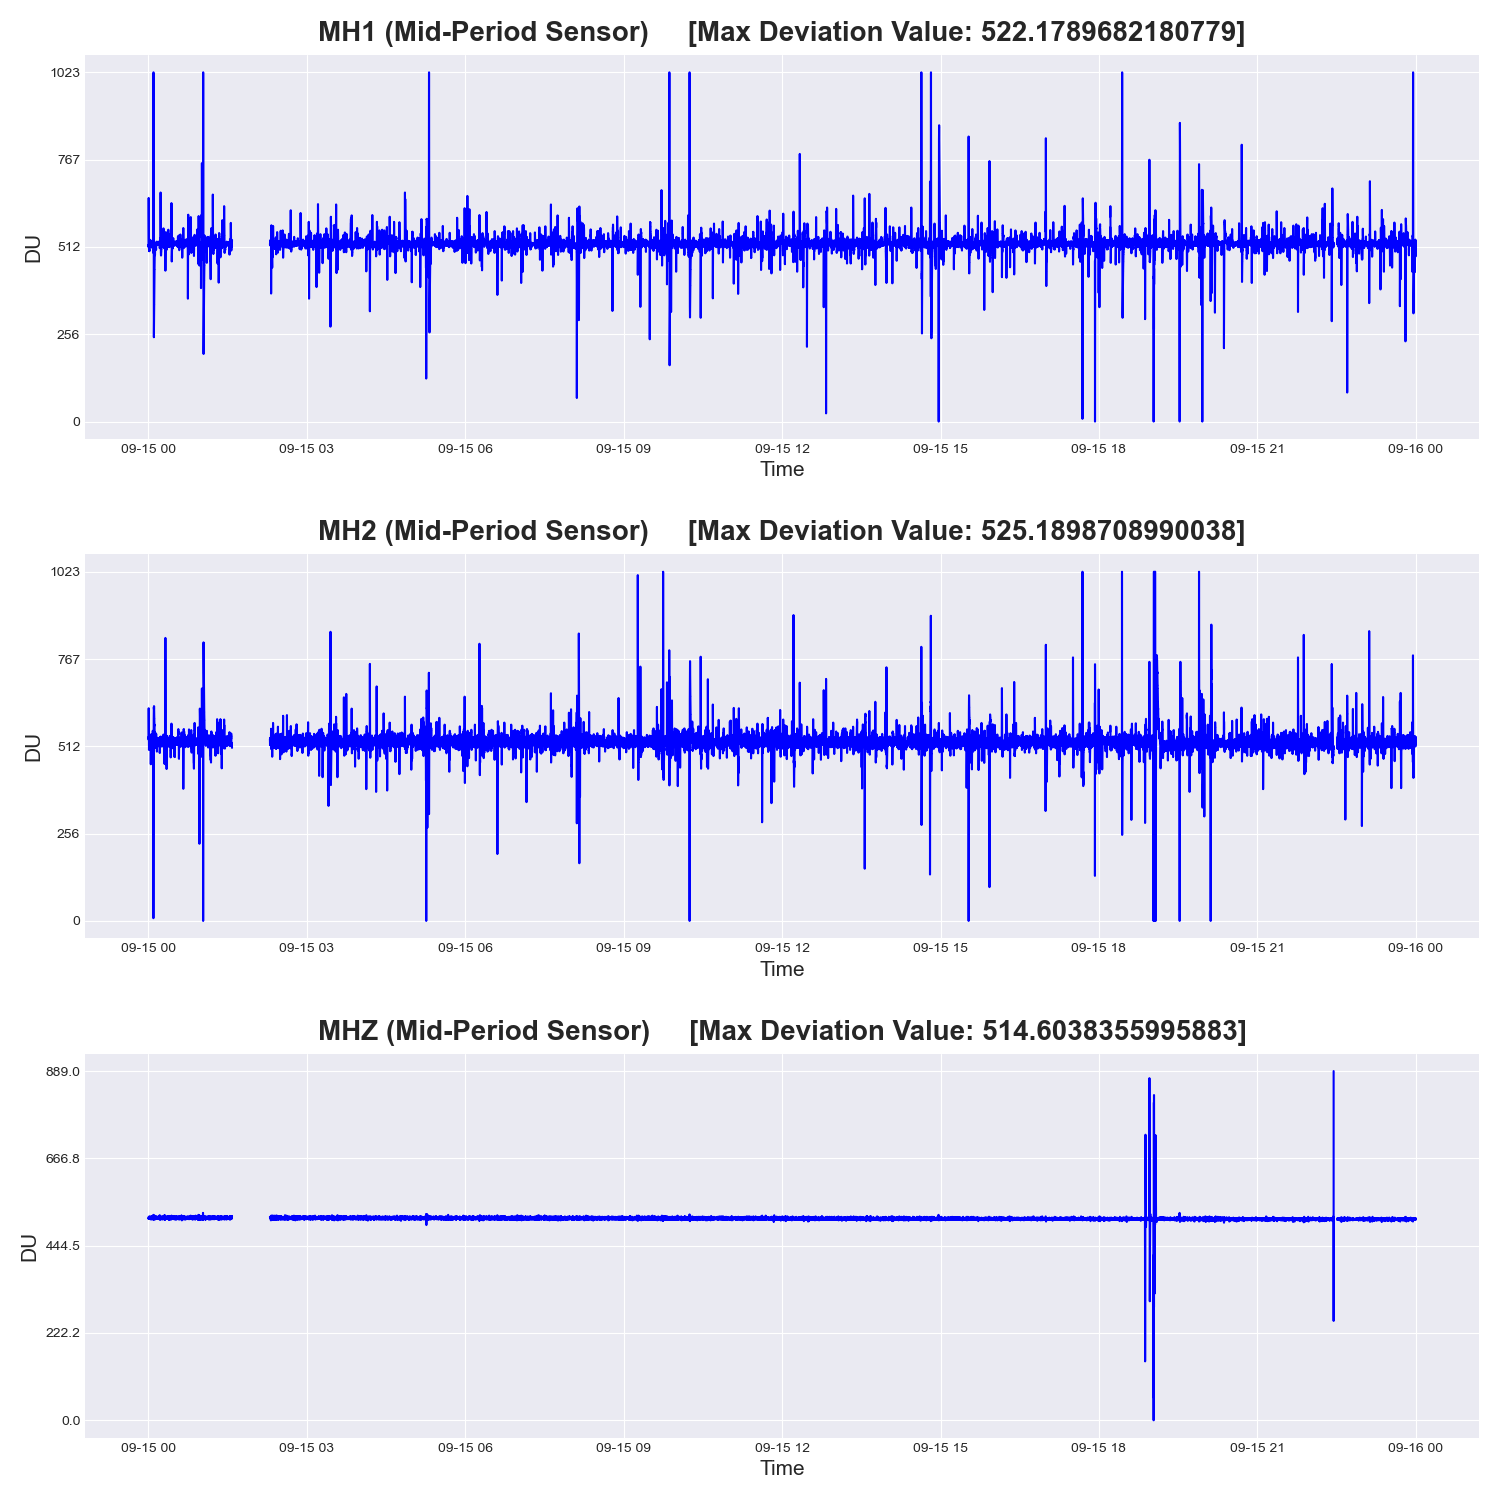 MH1 (Mid-Period Sensor) [Max Deviation Value: 522.1789682180779]
1023
767
512
256
0
DU
09-15 00 09-15 03 09-15 06 09-15 09 09-15 12 09-15 15 09-15 18 09-15 21 09-16 00
Time
MH2 (Mid-Period Sensor) [Max Deviation Value: 525.1898708990038]
1023
767
512
256
0
DU
09-15 00 09-15 03 09-15 06 09-15 09 09-15 12 09-15 15 09-15 18 09-15 21 09-16 00
Time
MHZ (Mid-Period Sensor) [Max Deviation Value: 514.6038355995883]
889.0
666.8
444.5
222.2
0.0
DU
09-15 00 09-15 03 09-15 06 09-15 09 09-15 12 09-15 15 09-15 18 09-15 21 09-16 00
Time